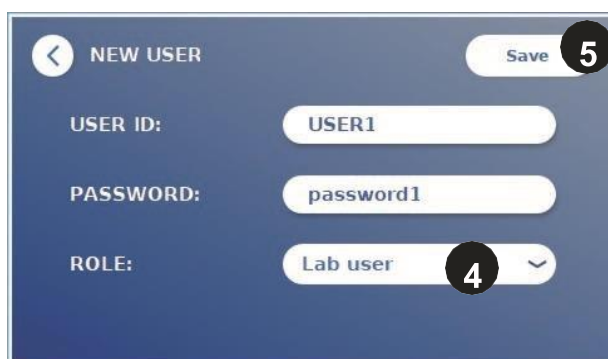 NEW USER
Save 5
USER ID: USER1
PASSWORD: password1
ROLE: Lab user 4